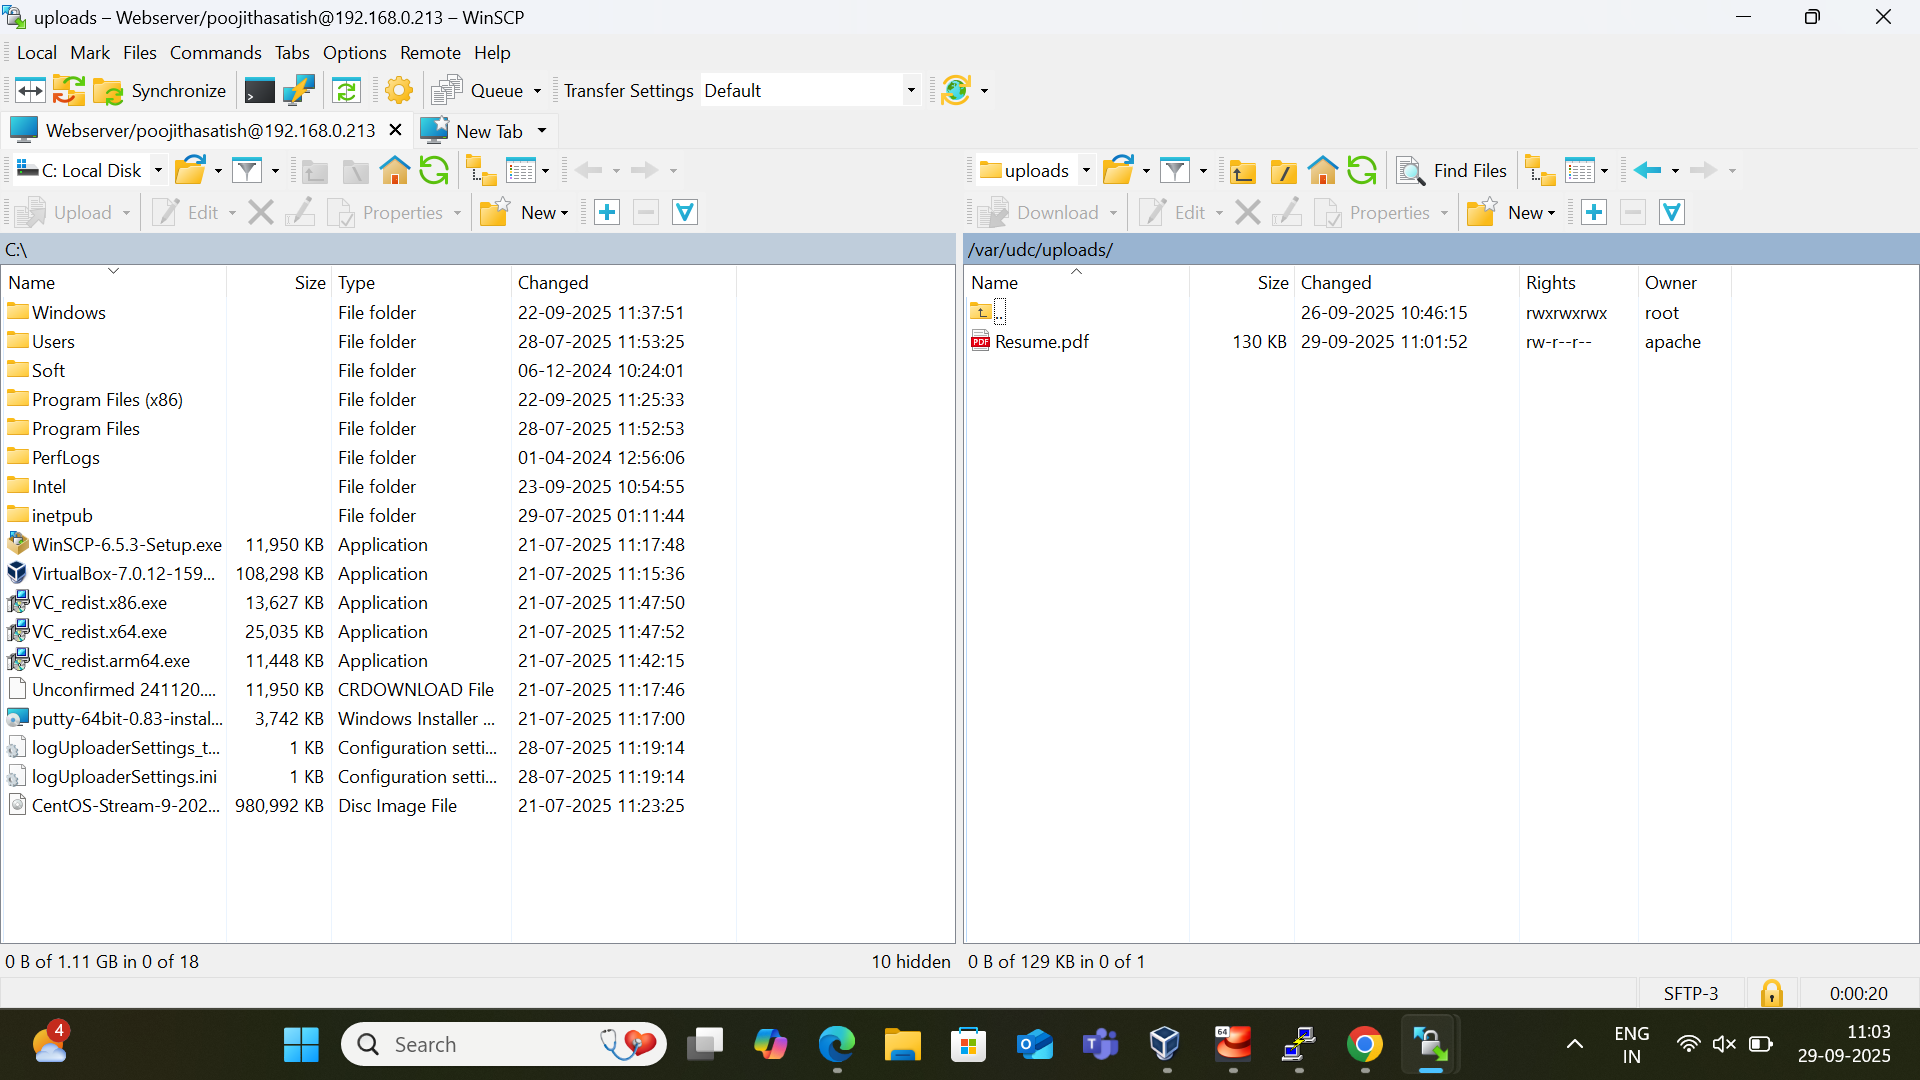 uploads – Webserver/poojithasatish@192.168.0.213 – WinSCP
Local Mark Files Commands Tabs Options Remote Help
Synchronize Queue Transfer Settings Default
Webserver/poojithasatish@192.168.0.213 New Tab
C: Local Disk
Upload Edit Properties New
C:\
Name Size Type Changed
Windows File folder 22-09-2025 11:37:51
Users File folder 28-07-2025 11:53:25
Soft File folder 06-12-2024 10:24:01
Program Files (x86) File folder 22-09-2025 11:25:33
Program Files File folder 28-07-2025 11:52:53
PerfLogs File folder 01-04-2024 12:56:06
Intel File folder 23-09-2025 10:54:55
inetpub File folder 29-07-2025 01:11:44
WinSCP-6.5.3-Setup.exe 11,950 KB Application 21-07-2025 11:17:48
VirtualBox-7.0.12-159... 108,298 KB Application 21-07-2025 11:15:36
VC_redist.x86.exe 13,627 KB Application 21-07-2025 11:47:50
VC_redist.x64.exe 25,035 KB Application 21-07-2025 11:47:52
VC_redist.arm64.exe 11,448 KB Application 21-07-2025 11:42:15
Unconfirmed 241120.... 11,950 KB CRDOWNLOAD File 21-07-2025 11:17:46
putty-64bit-0.83-instal... 3,742 KB Windows Installer ... 21-07-2025 11:17:00
logUploaderSettings_t... 1 KB Configuration setti... 28-07-2025 11:19:14
logUploaderSettings.ini 1 KB Configuration setti... 28-07-2025 11:19:14
CentOS-Stream-9-202... 980,992 KB Disc Image File 21-07-2025 11:23:25
0 B of 1.11 GB in 0 of 18 10 hidden
uploads Find Files
Download Edit Properties New
/var/udc/uploads/
Name Size Changed Rights Owner
.. 26-09-2025 10:46:15 rwxrwxrwx root
PDF Resume.pdf 130 KB 29-09-2025 11:01:52 rw-r--r-- apache
0 B of 129 KB in 0 of 1
SFTP-3 0:00:20
4 Search 64 ENG 11:03
IN 29-09-2025